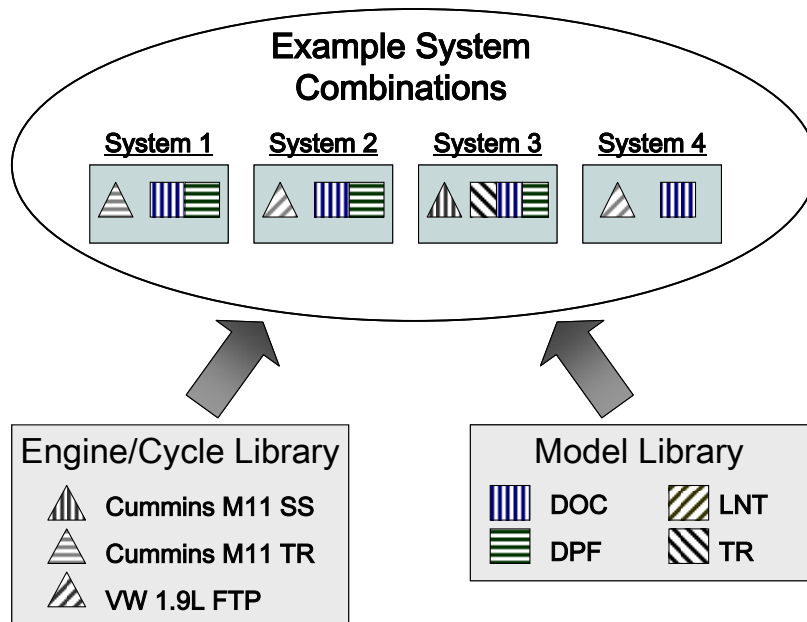 Example System
Combinations
System 1 System 2 System 3 System 4
Engine/Cycle Library
Cummins M11 SS
Cummins M11 TR
VW 1.9L FTP
Model Library
DOC LNT
DPF TR